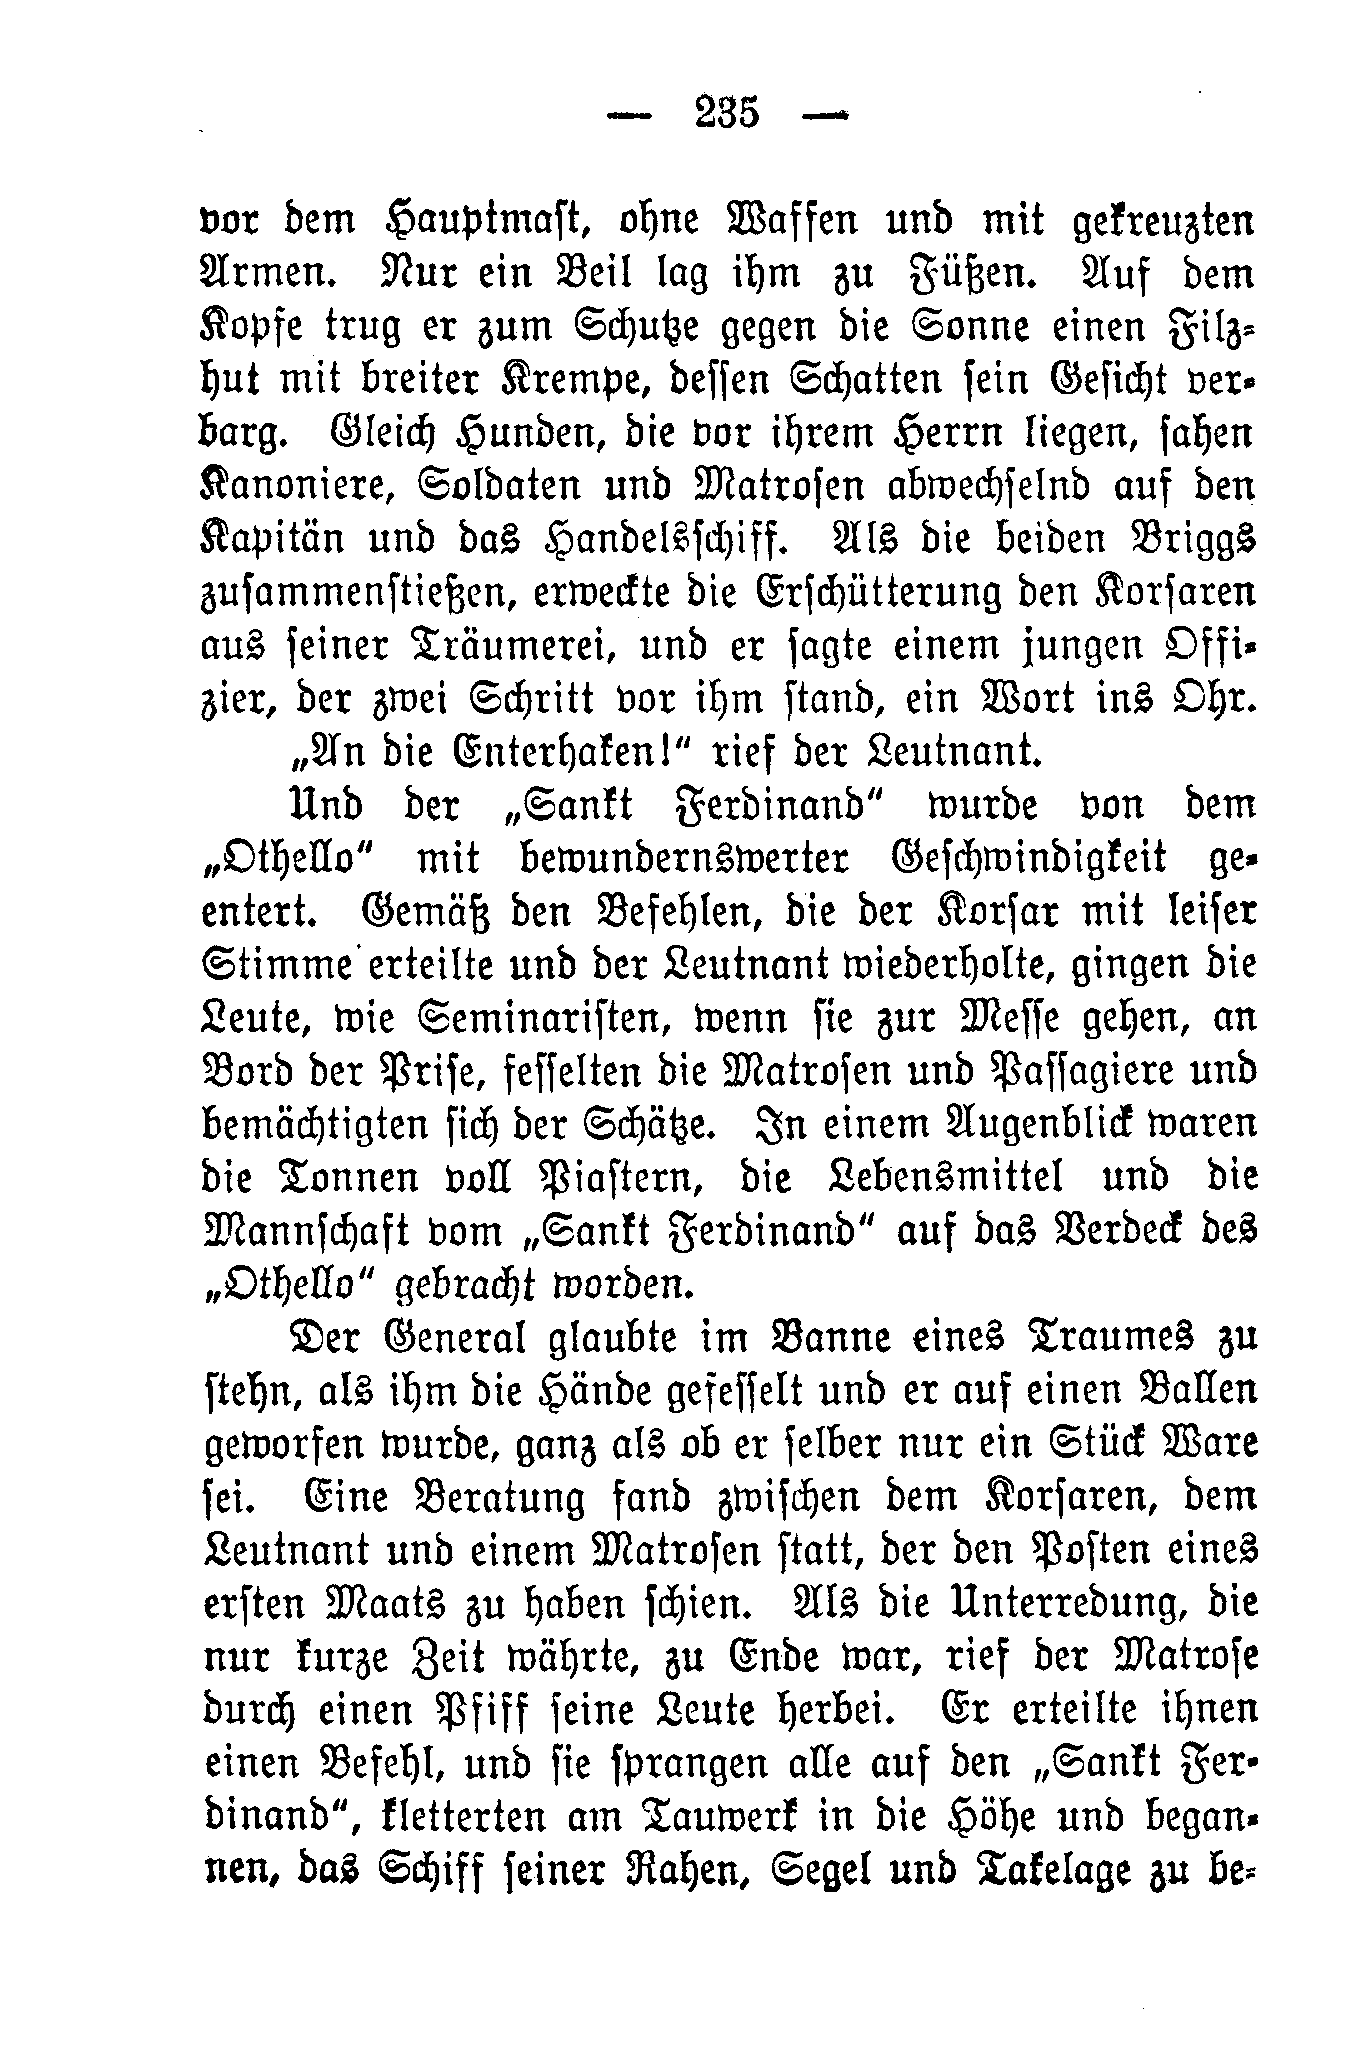 — 235 —
vor dem Hauptmast, ohne Waffen und mit gekreuzten
Armen. Nur ein Beil lag ihm zu Füßen. Auf dem
Kopfe trug er zum Schutze gegen die Sonne einen Filz-
hut mit breiter Krempe, dessen Schatten sein Gesicht ver-
barg. Gleich Hunden, die vor ihrem Herrn liegen, sahen
Kanoniere, Soldaten und Matrosen abwechselnd auf den
Kapitän und das Handelsschiff. Als die beiden Briggs
zusammenstießen, erweckte die Erschütterung den Korsaren
aus seiner Träumerei, und er sagte einem jungen Offi-
zier, der zwei Schritt vor ihm stand, ein Wort ins Ohr.
„An die Enterhaken!“ rief der Leutnant.
Und der „Sankt Ferdinand“ wurde von dem
„Othello“ mit bewundernswerter Geschwindigkeit ge-
entert. Gemäß den Befehlen, die der Korsar mit leiser
Stimme erteilte und der Leutnant wiederholte, gingen die
Leute, wie Seminaristen, wenn sie zur Messe gehen, an
Bord der Prise, fesselten die Matrosen und Passagiere und
bemächtigten sich der Schätze. In einem Augenblick waren
die Tonnen voll Piastern, die Lebensmittel und die
Mannschaft vom „Sankt Ferdinand“ auf das Verdeck des
„Othello“ gebracht worden.
Der General glaubte im Banne eines Traumes zu
stehn, als ihm die Hände gefesselt und er auf einen Ballen
geworfen wurde, ganz als ob er selber nur ein Stück Ware
sei. Eine Beratung fand zwischen dem Korsaren, dem
Leutnant und einem Matrosen statt, der den Posten eines
ersten Maats zu haben schien. Als die Unterredung, die
nur kurze Zeit währte, zu Ende war, rief der Matrose
durch einen Pfiff seine Leute herbei. Er erteilte ihnen
einen Befehl, und sie sprangen alle auf den „Sankt Fer-
dinand“, kletterten am Tauwerk in die Höhe und began-
nen, das Schiff seiner Rahen, Segel und Takelage zu be-